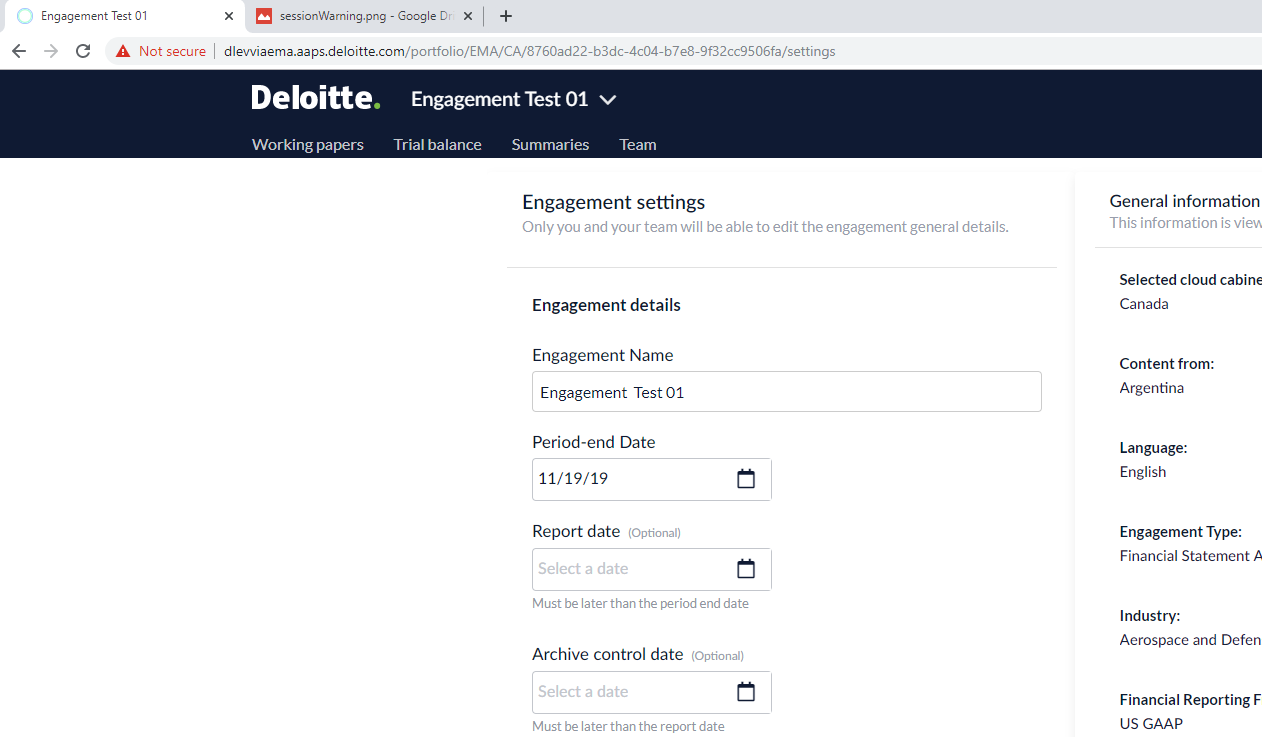 Engagement Test 01
sessionWarning.png - Google Dri
Not secure
dlevviaema.aaps.deloitte.com/portfolio/EMA/CA/8760ad22-b3dc-4c04-b7e8-9f32cc9506fa/settings
Deloitte.
Engagement Test 01
Working papers
Trial balance
Summaries
Team
Engagement settings
Only you and your team will be able to edit the engagement general details.
Engagement details
Engagement Name
Engagement  Test 01
Period-end Date
11/19/19
Report date (Optional)
Select a date
Must be later than the period end date
Archive control date (Optional)
Select a date
Must be later than the report date
General information
This information is view
Selected cloud cabine
Canada
Content from:
Argentina
Language:
English
Engagement Type:
Financial Statement A
Industry:
Aerospace and Defen
Financial Reporting F
US GAAP